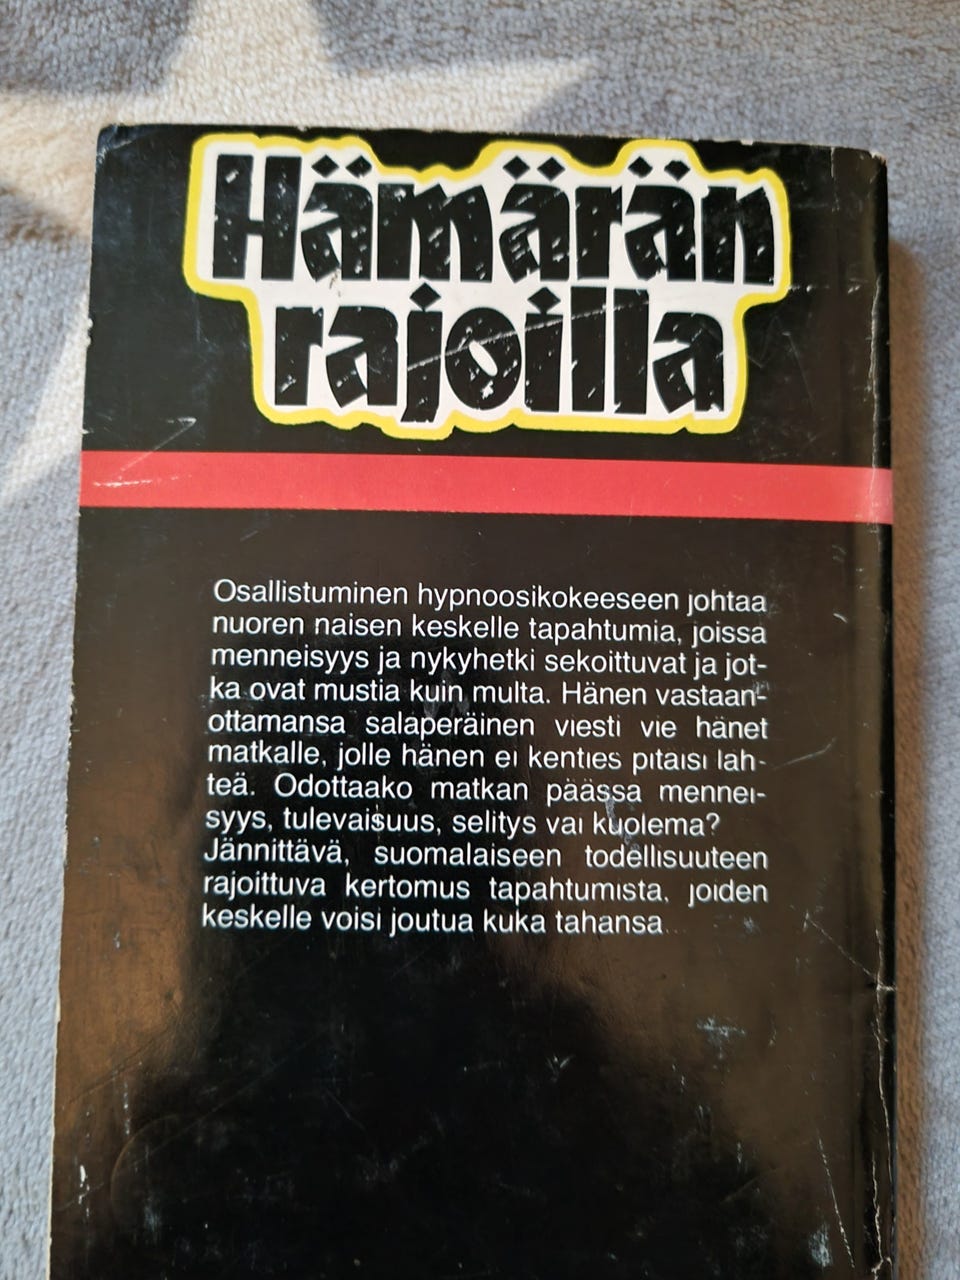 Hämärän
rajoilla
Osallistuminen hypnoosikokeeseen johtaa
nuoren naisen keskelle tapahtumia, joissa
menneisyys ja nykyhetki sekoittuvat ja jot-
ka ovat mustia kuin multa. Hänen vastaan-
ottamansa salaperäinen viesti vie hänet
matkalle, jolle hänen ei kenties pitäisi läh-
teä. Odottaako matkan päässä mennei-
syys, tulevaisuus, selitys vai kuolema?
Jännittävä, suomalaiseen todellisuuteen
rajoittuva kertomus tapahtumista, joiden
keskelle voisi joutua kuka tahansa...